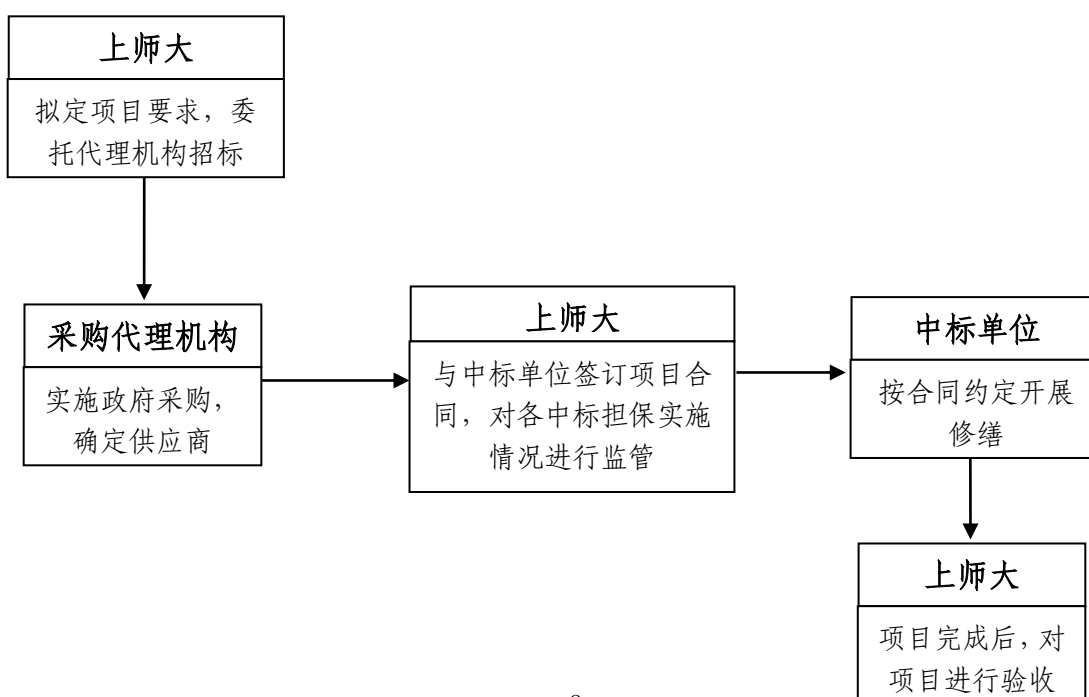 上师大
拟定项目要求，委
托代理机构招标
采购代理机构
实施政府采购，
确定供应商
上师大
与中标单位签订项目合
同，对各中标担保实施
情况进行监管
中标单位
按合同约定开展
修缮
上师大
项目完成后，对
项目进行验收